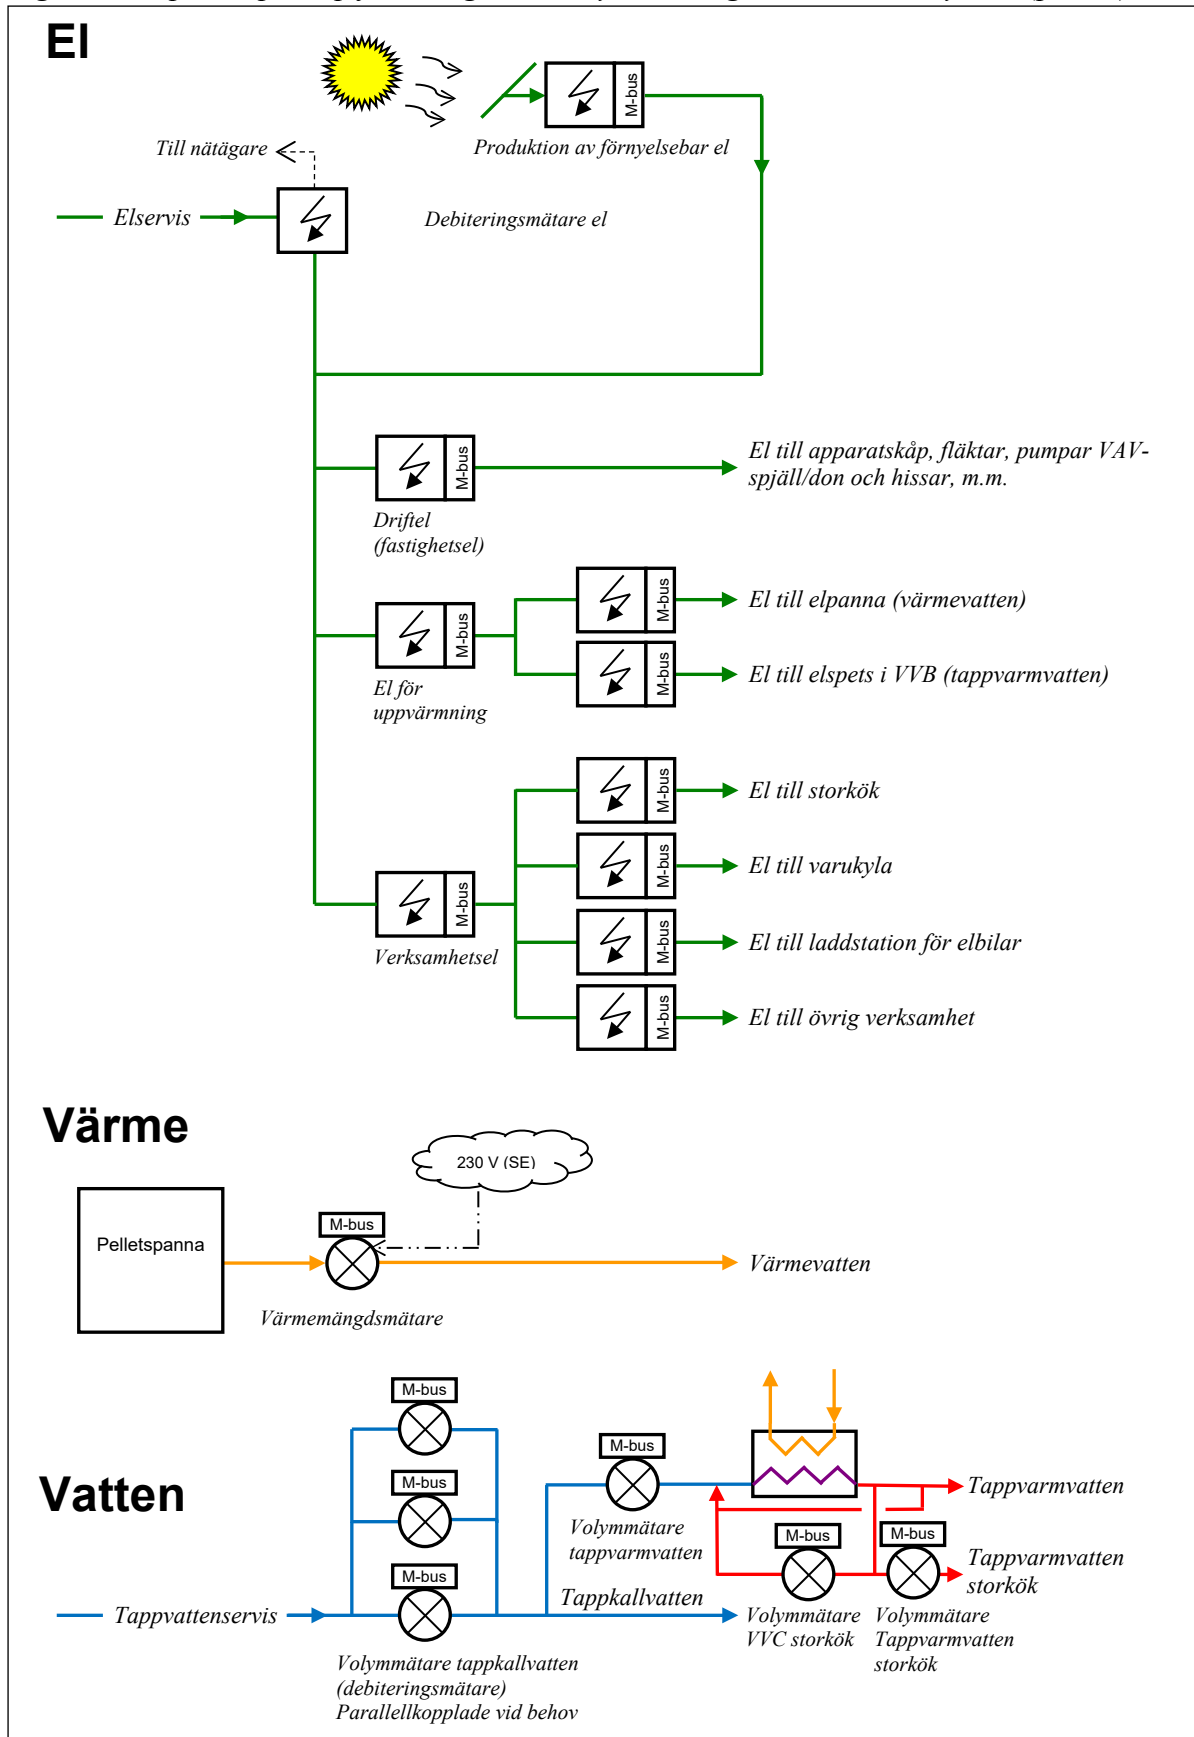 El
M-bus
Produktion av förnyelsebar el
Till nätägare
Elservis
Debiteringsmätare el
M-bus
El till apparatskåp, fläktar, pumpar VAV-
spjäll/don och hissar, m.m.
Driftel
(fastighetsel)
M-bus
El till elpanna (värmevatten)
M-bus
M-bus
El till elspets i VVB (tappvarmvatten)
El för
uppvärmning
M-bus
El till storkök
M-bus
El till varukyla
M-bus
Verksamhetsel
M-bus
El till laddstation för elbilar
M-bus
El till övrig verksamhet
Värme
230 V (SE)
Pelletspanna
M-bus
Värmevatten
Värmemängdsmätare
Vatten
M-bus
M-bus
M-bus
M-bus
Tappvarmvatten
Volymmätare
tappvarmvatten
M-bus
M-bus
Tappvarmvatten
storkök
Tappvattenservis
Tappkallvatten
Volymmätare
VVC storkök
Volymmätare
Tappvarmvatten
storkök
Volymmätare tappkallvatten
(debiteringsmätare)
Parallellkopplade vid behov